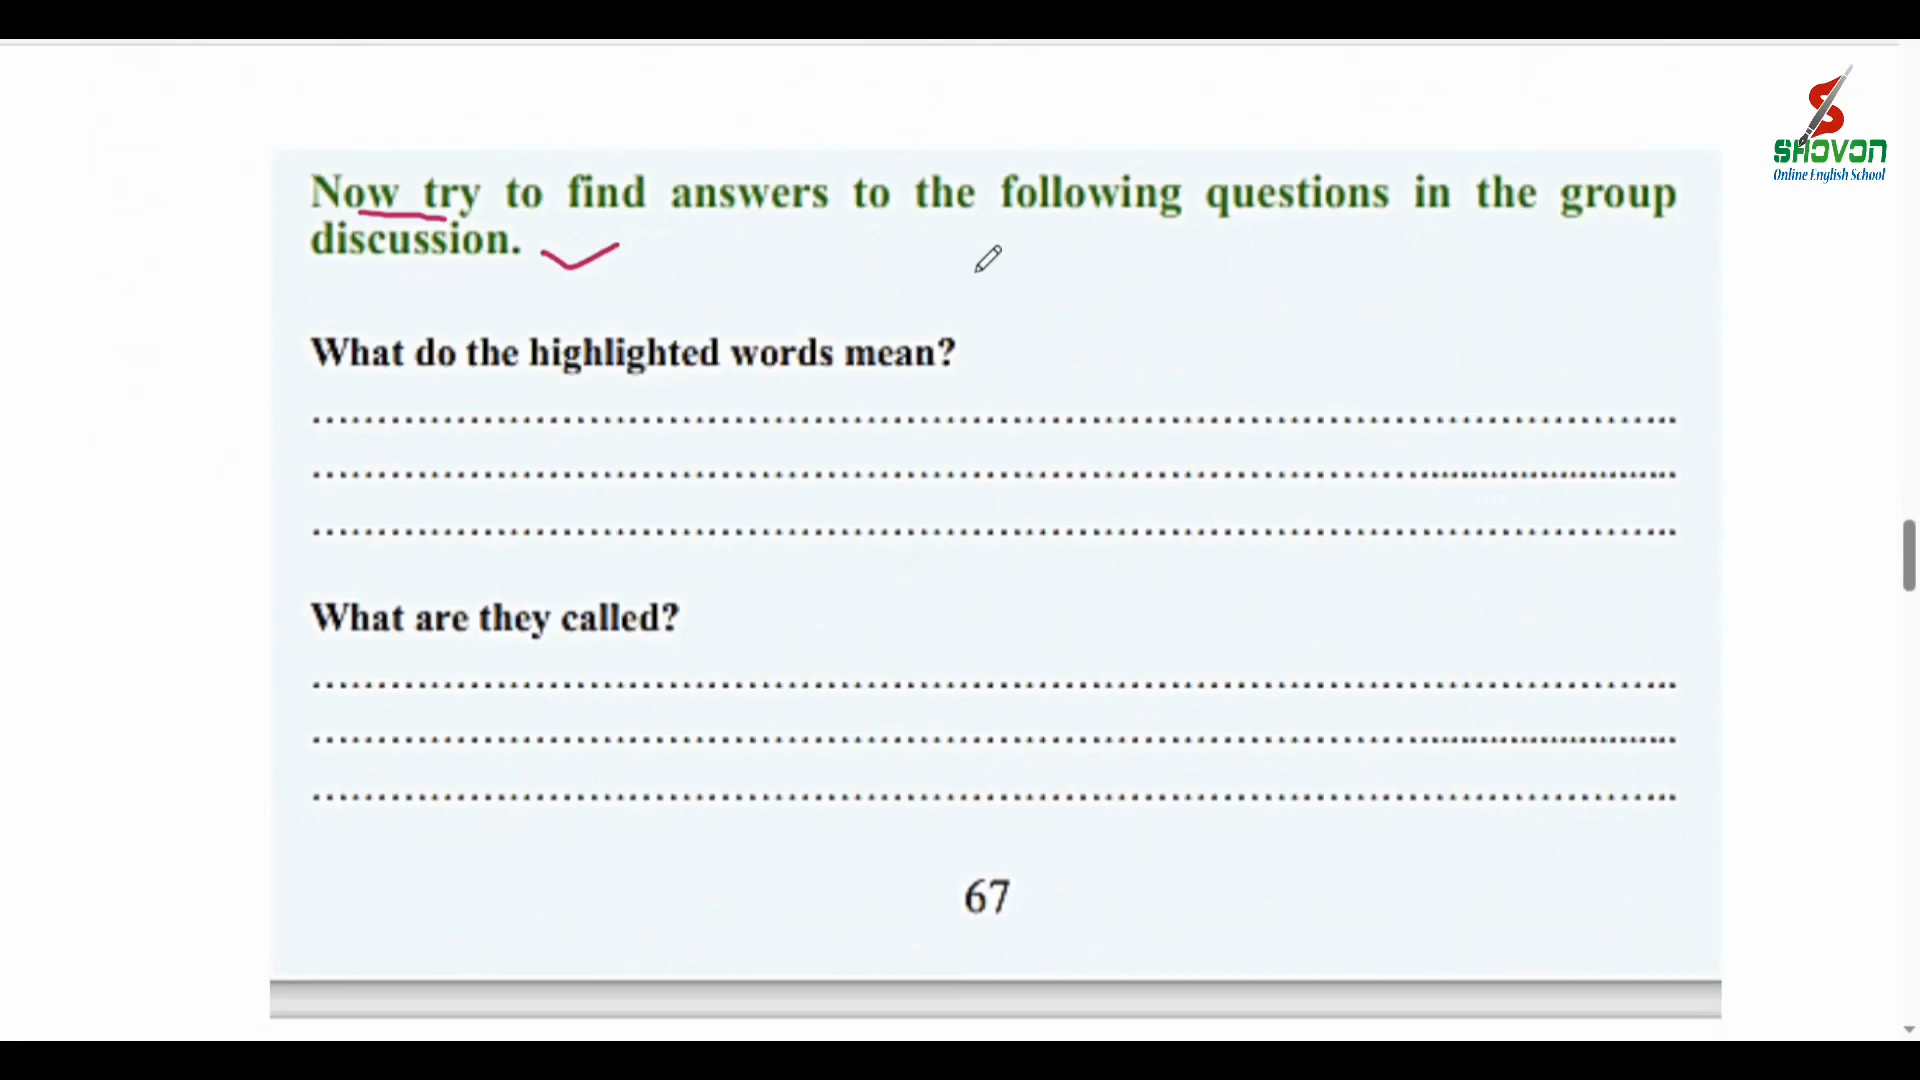 SHOVON
Online English School
Now try to find answers to the following questions in the group
discussion.
What do the highlighted words mean?
What are they called?
67